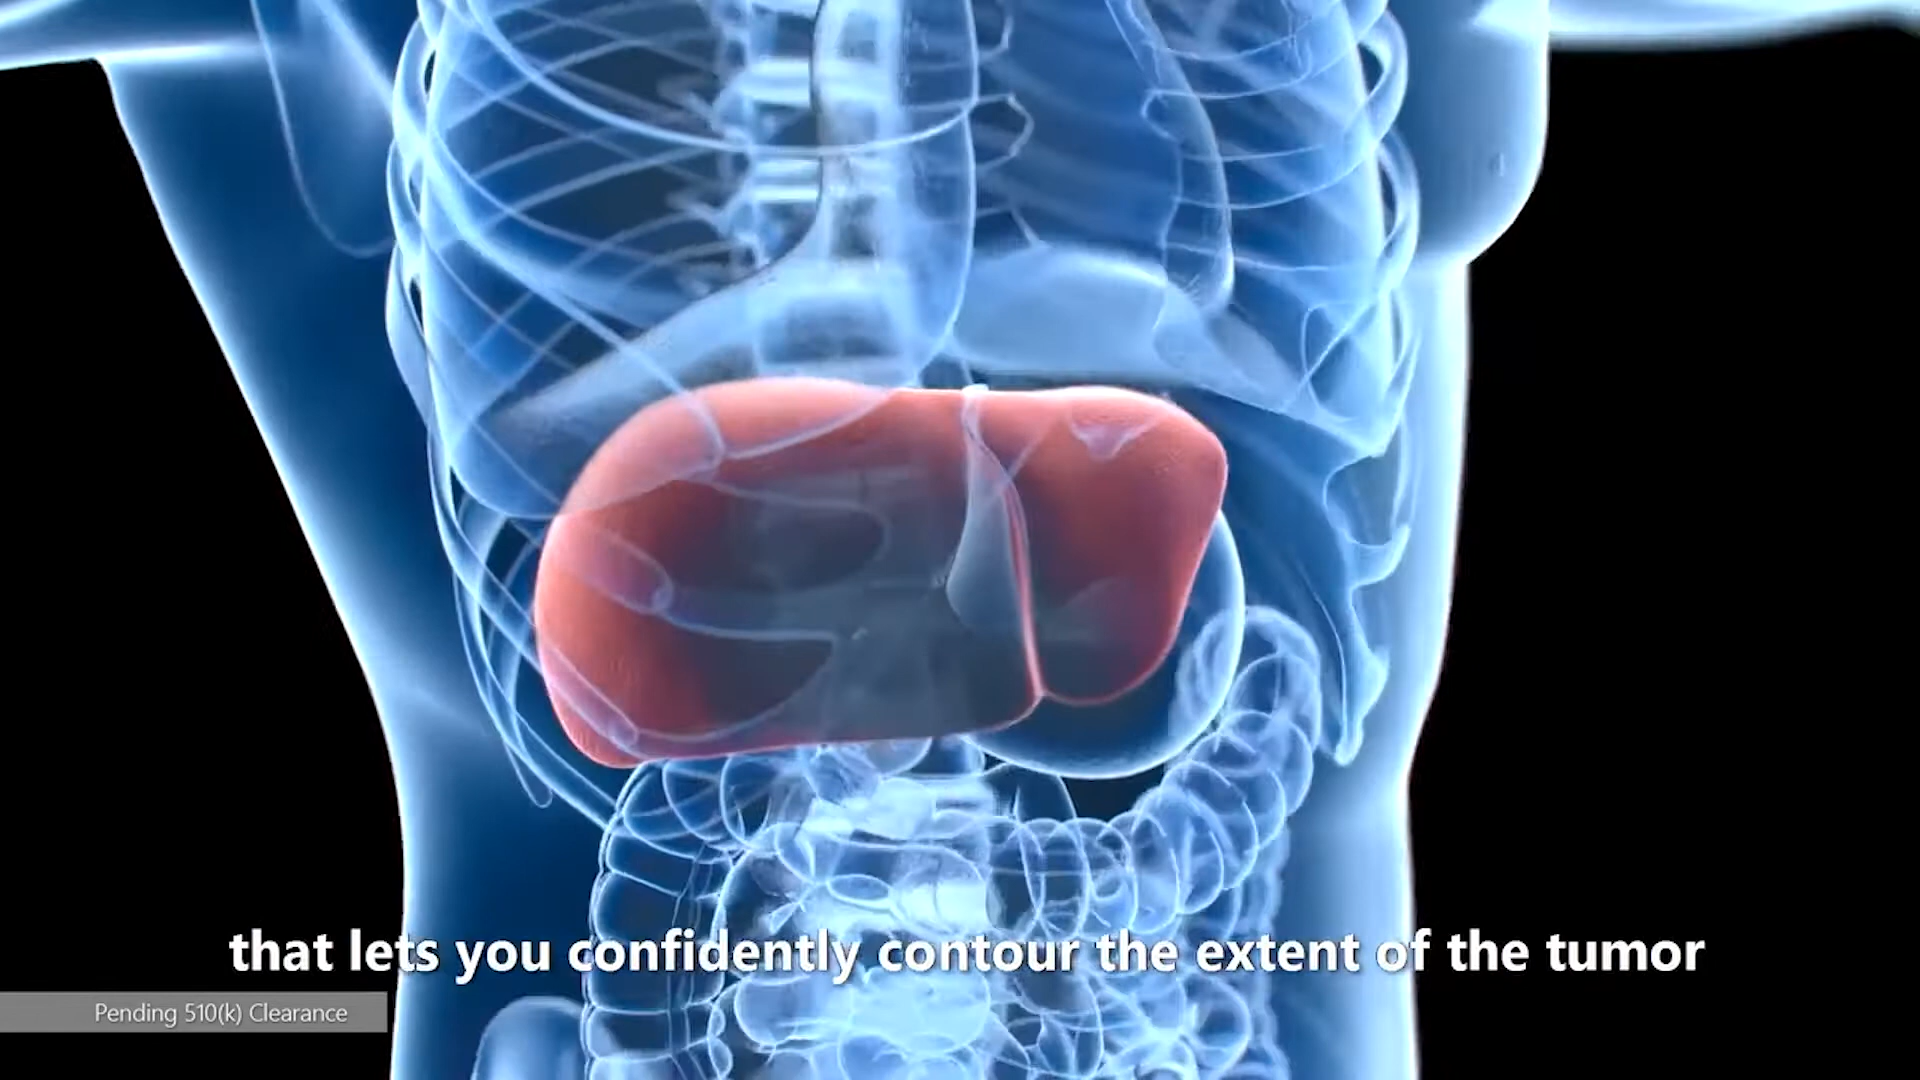 that lets you confidently contour the extent of the tumor
Pending 510(k) Clearance